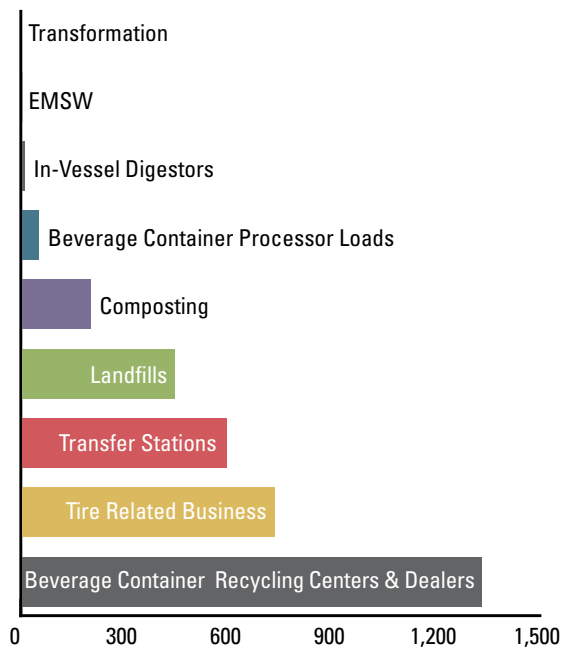 Transformation
EMSW
In-Vessel Digestors
Beverage Container Processor Loads
Composting
Landfills
Transfer Stations
Tire Related Business
Beverage Container Recycling Centers & Dealers
0 300 600 900 1,200 1,500